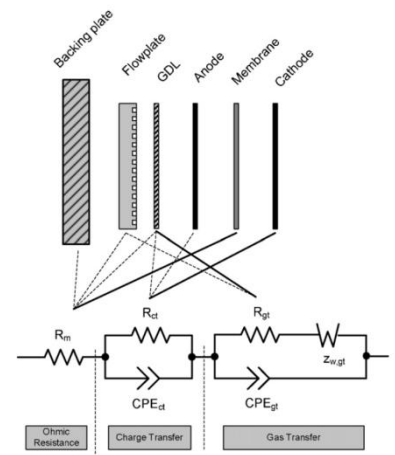 Backing plate
Flowplate
GDL
Anode
Membrane
Cathode
Rm
Rct
Rgt
zw,gt
CPEct
CPEgt
Ohmic
Resistance
Charge Transfer
Gas Transfer